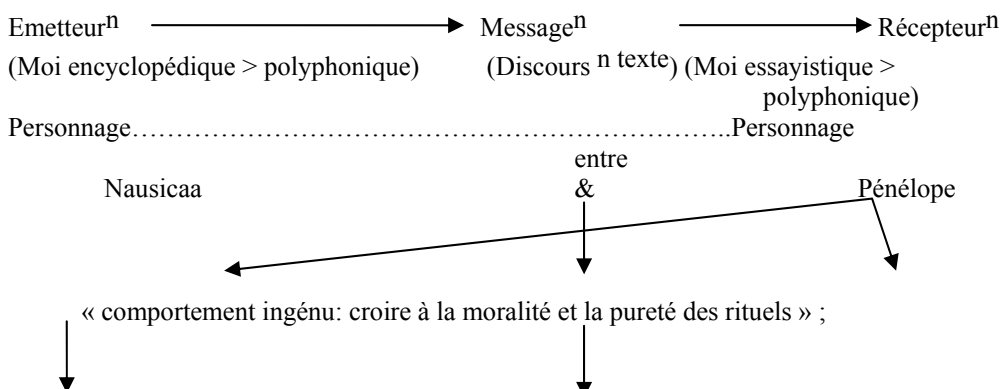 Emetteurⁿ Messageⁿ Récepteurⁿ
(Moi encyclopédique > polyphonique) (Discours ⁿ ᵗᵉˣᵗᵉ) (Moi essayistique >
polyphonique)
Personnage……………………………………………………………..Personnage
entre
Nausicaa & Pénélope
« comportement ingénu: croire à la moralité et la pureté des rituels » ;